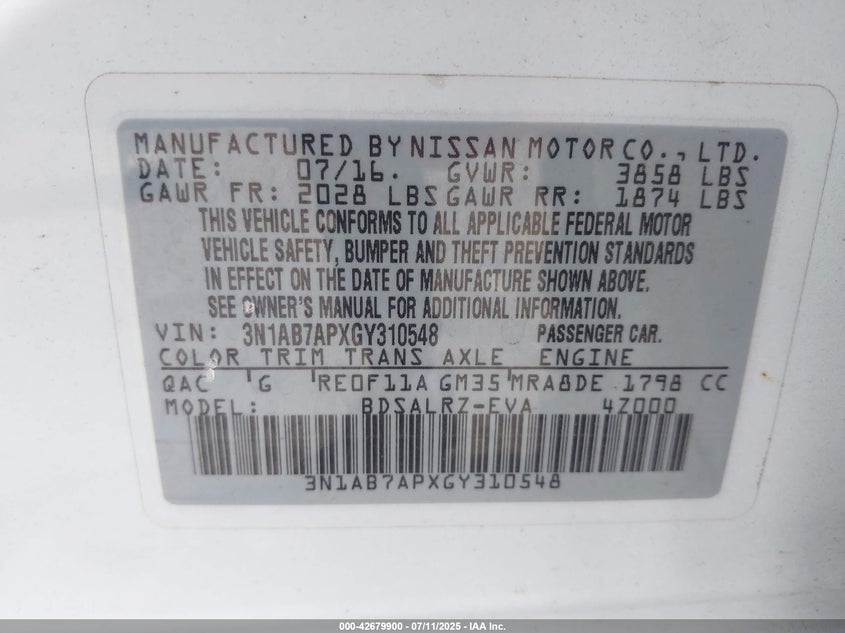 MANUFACTURED BY NISSAN MOTOR CO., LTD.
DATE: 07/16. GVWR: 3858 LBS
GAWR FR: 2028 LBS GAWR RR: 1874 LBS
THIS VEHICLE CONFORMS TO ALL APPLICABLE FEDERAL MOTOR
VEHICLE SAFETY, BUMPER AND THEFT PREVENTION STANDARDS
IN EFFECT ON THE DATE OF MANUFACTURE SHOWN ABOVE.
SEE OWNER'S MANUAL FOR ADDITIONAL INFORMATION.
VIN: 3N1AB7APXGY310548 PASSENGER CAR.
COLOR TRIM TRANS AXLE ENGINE
QAC G RE0F11A GM35 MRA8DE 1798 CC
MODEL: BDSALRZ-EVA 4Z000
3N1AB7APXGY310548
000-42679900 - 07/11/2025 - IAA Inc.